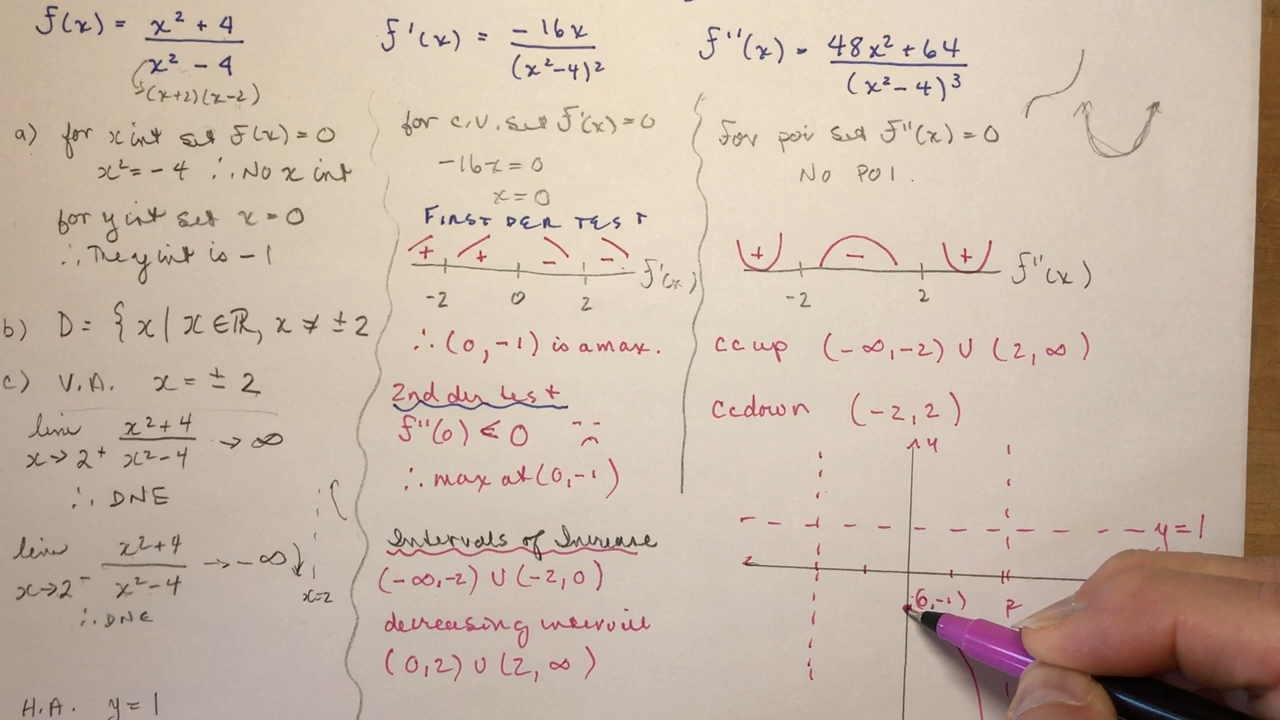 f(x) = x² + 4 / x² - 4
(x+2)(x-2)
a) for x int set f(x) = 0
x² = -4 ∴ No x int
for y int set x = 0
∴ The y int is -1
b) D = { x | x ∈ ℝ, x ≠ ± 2
c) V.A. x = ± 2
lim x→2⁺ x²+4 / x²-4 → ∞
∴ DNE
lim x→2⁻ x²+4 / x²-4 → -∞
x=2
∴ DNE
H.A. y = 1
f'(x) = -16x / (x²-4)²
for c.v. set f'(x) = 0
-16x = 0
x = 0
FIRST DER TEST
+ + - - f'(x)
-2 0 2
∴ (0, -1) is a max.
2nd der test
f''(0) < 0
∴ max at (0, -1)
Intervals of Increase
(-∞, -2) ∪ (-2, 0)
decreasing
(0, 2) ∪ (2, ∞)
f''(x) = 48x² + 64 / (x²-4)³
For poi set f''(x) = 0
No POI.
+ - + f''(x)
-2 2
cc up (-∞, -2) ∪ (2, ∞)
cc down (-2, 2)
y
y = 1
(0, -1) 2